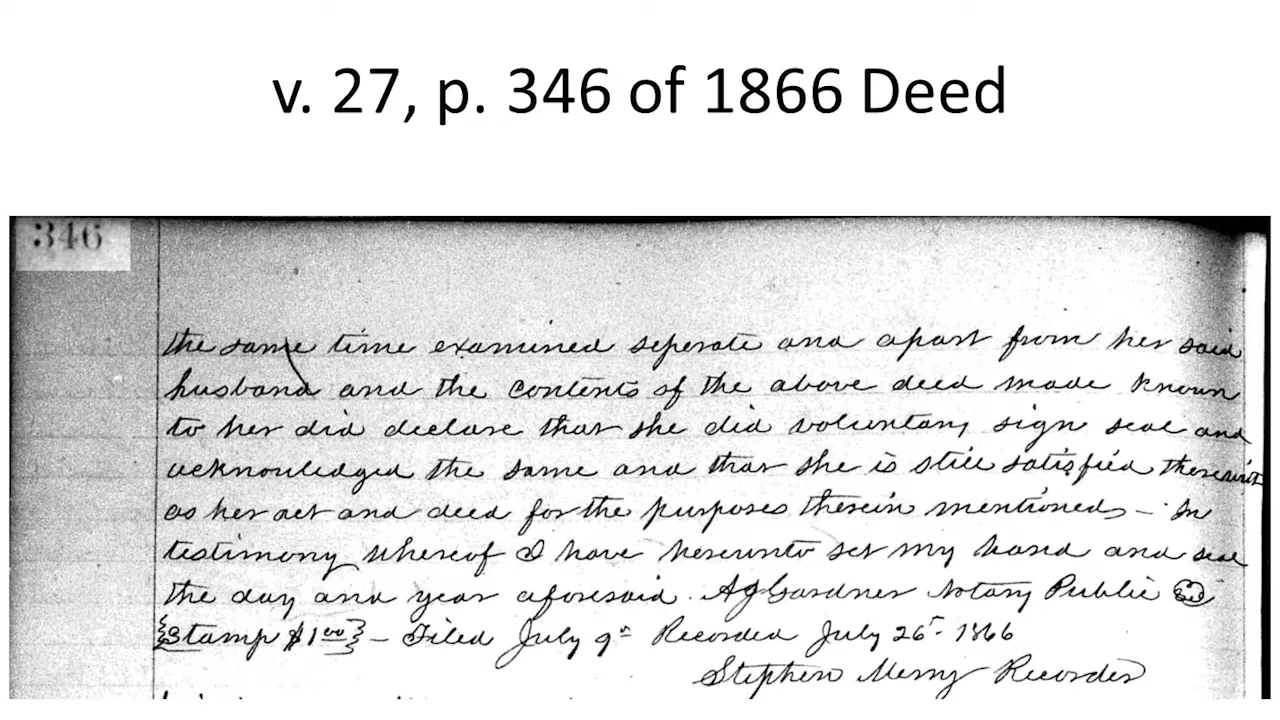 v. 27, p. 346 of 1866 Deed
346
the same time examined seperate and apart from her said
husband and the contents of the above deed made known
to her did declare that she did voluntary sign seal and
acknowledged the same and that she is still satisfied therewith
as her act and deed for the purposes therein mentioned - In
testimony whereof I have hereunto set my hand and seal
the day and year aforesaid. A G Gardner Notary Public
{Stamp $1 00} - Filed July 9" Recorded July 26" 1866
Stephen Merry Recorder